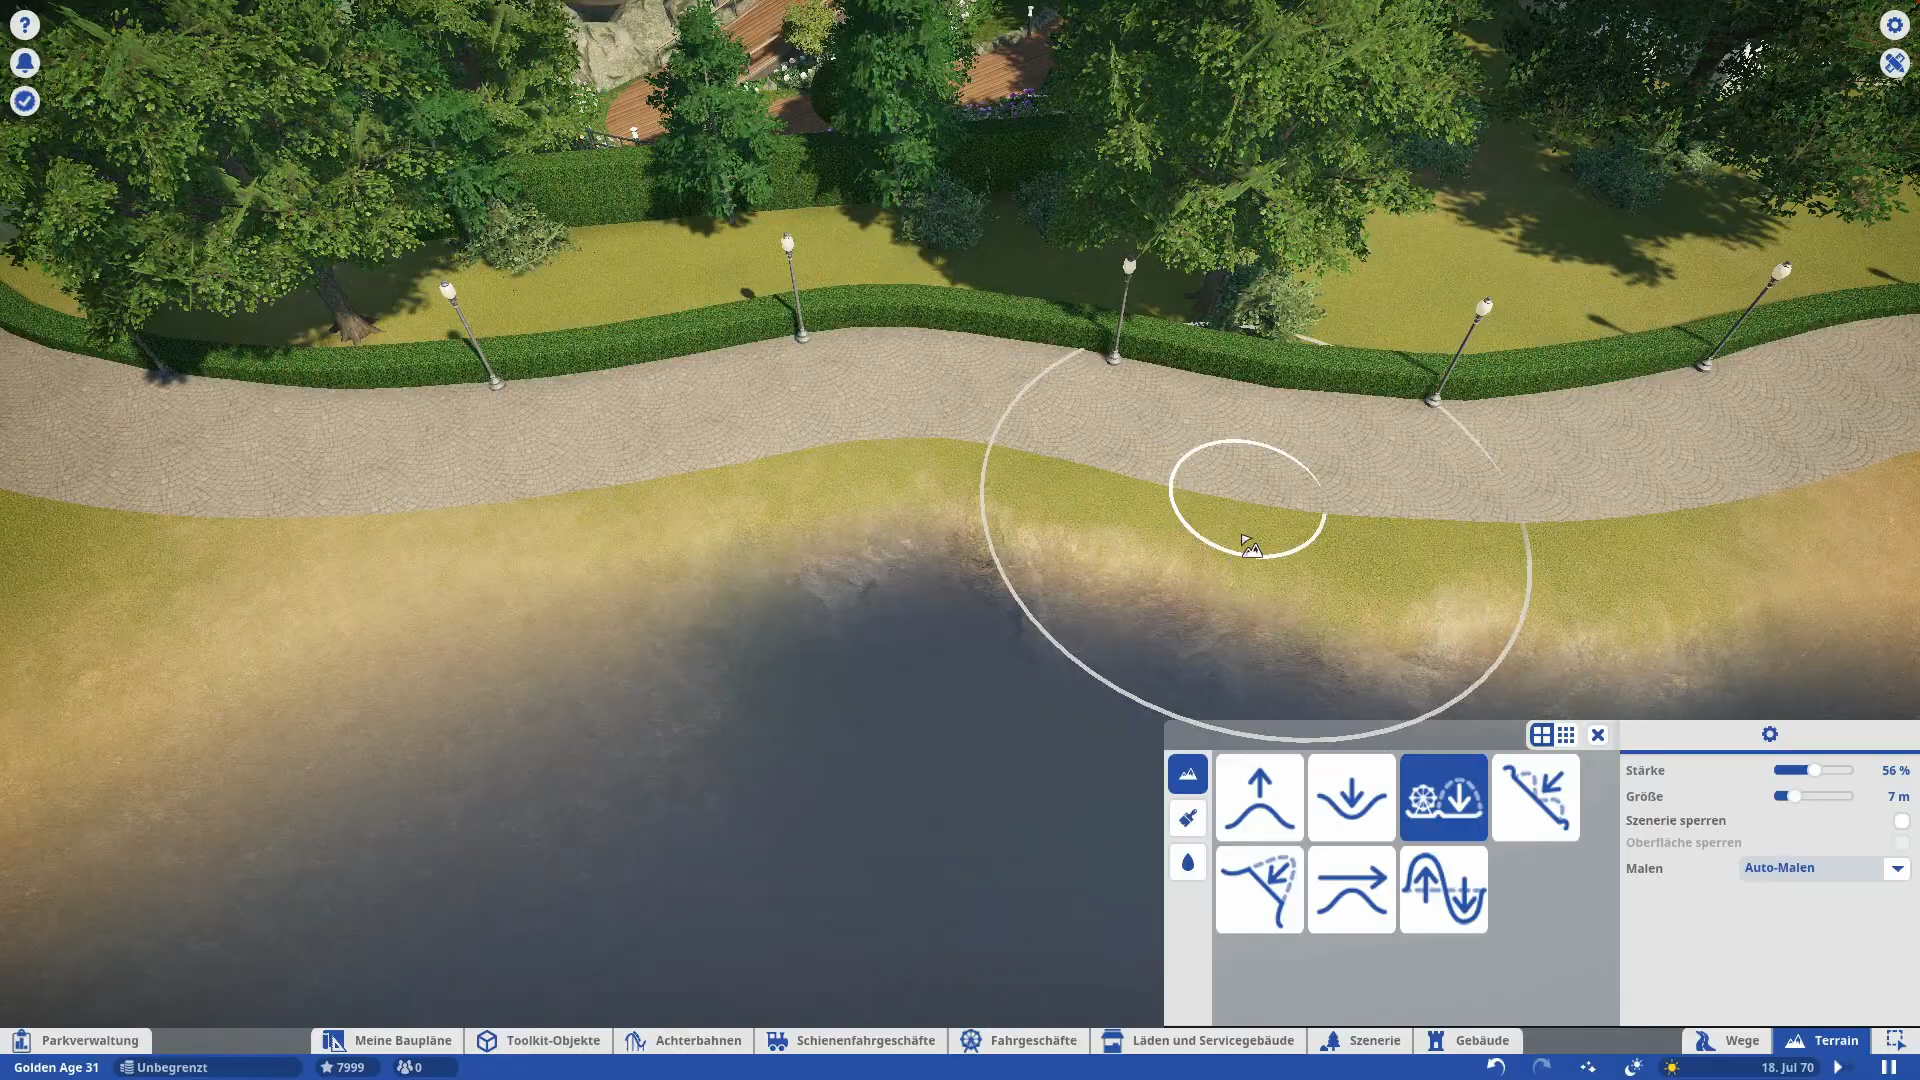 ?
Stärke 56 %
Größe 7 m
Szenerie sperren
Oberfläche sperren
Malen Auto-Malen
Parkverwaltung Meine Baupläne Toolkit-Objekte Achterbahnen Schienenfahrgeschäfte Fahrgeschäfte Läden und Servicegebäude Szenerie Gebäude Wege Terrain
Golden Age 31 Unbegrenzt 7999 0 18. Jul 70